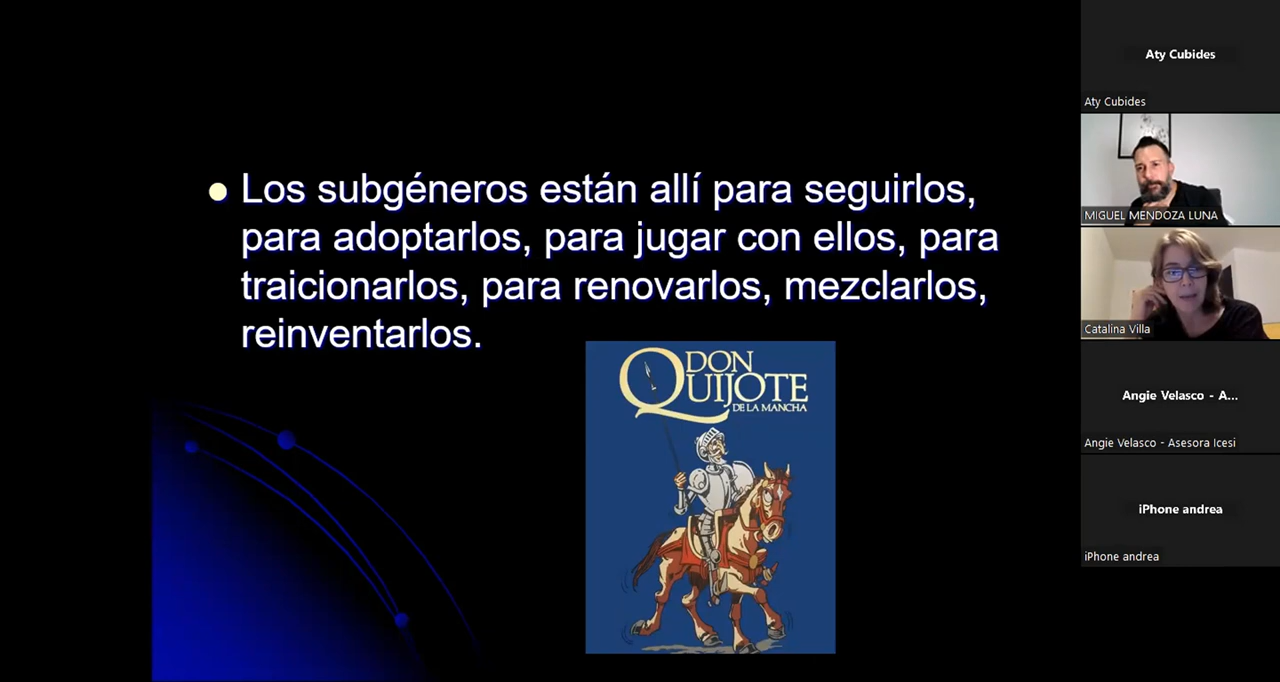 Los subgéneros están allí para seguirlos,
para adoptarlos, para jugar con ellos, para
traicionarlos, para renovarlos, mezclarlos,
reinventarlos.
DON
QUIJOTE
DE LA MANCHA
Aty Cubides
Aty Cubides
MIGUEL MENDOZA LUNA
Catalina Villa
Angie Velasco - A...
Angie Velasco - Asesora Icesi
iPhone andrea
iPhone andrea